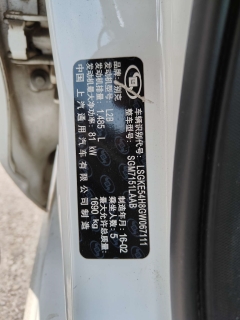 品牌：别克
发动机型号：L2B
发动机排量：1.485 L
发动机最大净功率：81 kW
中国 上汽通用汽车有限公司制造
车辆识别代号：LSGKE54H8GW067111
整车型号：SGM7151LAAB
制造年月：16-02
乘坐人数：5
最大允许总质量：1690 kg